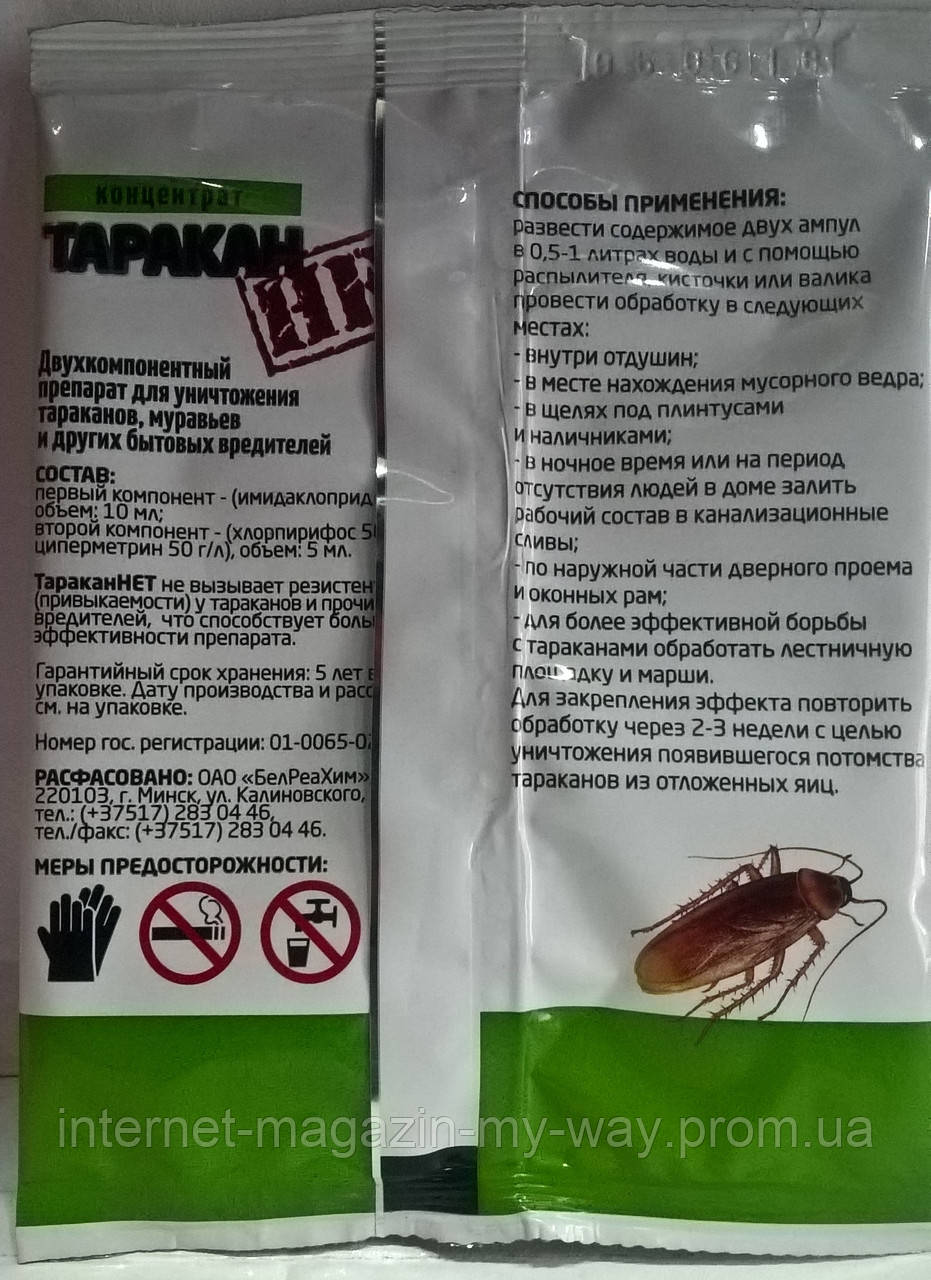 концентрат
ТАРАКАН
Двухкомпонентный
препарат для уничтожения
тараканов, муравьев
и других бытовых вредителей
СОСТАВ:
первый компонент - (имидаклоприд
объем: 10 мл;
второй компонент - (хлорпирифос
циперметрин 50 г/л), объем: 5 мл.
ТараканНЕТ не вызывает
(привыкаемости) у тараканов и
вредителей, что способствует
эффективности препарата.
Гарантийный срок хранения: 5 лет
упаковке. Дату производства и
см. на упаковке.
Номер гос. регистрации:
РАСФАСОВАНО: ОАО «БелРеаХим»
220103, г. Минск, ул. Калиновского,
тел.: (+37517) 283 04 46,
тел./факс: (+37517) 283 04 46.
МЕРЫ ПРЕДОСТОРОЖНОСТИ:
СПОСОБЫ ПРИМЕНЕНИЯ:
развести содержимое двух ампул
в 0,5-1 литрах воды и с помощью
распылителя, кисточки или валика
провести обработку в следующих
местах:
- внутри отдушин;
- в месте нахождения мусорного ведра;
- в щелях под плинтусами
и наличниками;
- в ночное время или на период
отсутствия людей в доме залить
рабочий состав в канализационные
сливы;
- по наружной части дверного проема
и оконных рам;
- для более эффективной борьбы
с тараканами обработать лестничную
площадку и марши.
Для закрепления эффекта повторить
обработку через 2-3 недели с целью
уничтожения появившегося потомства
тараканов из отложенных яиц.
internet-magazin-my-way.prom.ua